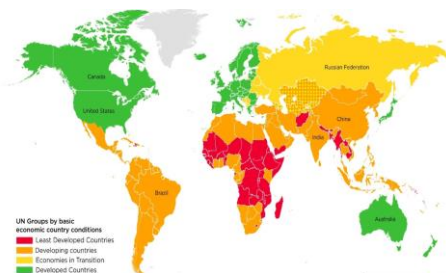 Canada
Russian Federation
United States
China
India
Brazil
Australia
UN Groups by basic
economic country conditions
Least Developed Countries
Developing countries
Economies in Transition
Developed Countries